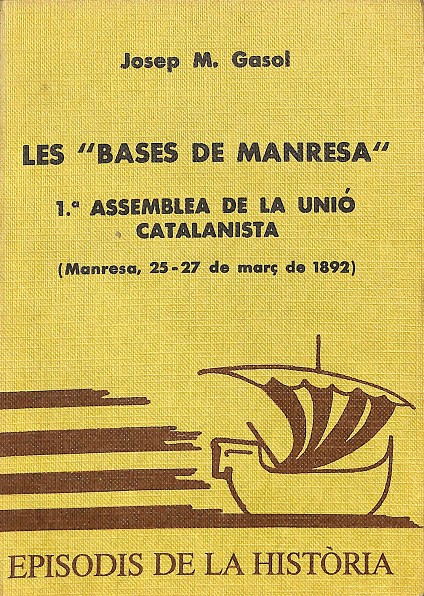 Josep M. Gasol
LES "BASES DE MANRESA"
1.ª ASSEMBLEA DE LA UNIÓ
CATALANISTA
(Manresa, 25-27 de març de 1892)
EPISODIS DE LA HISTÒRIA